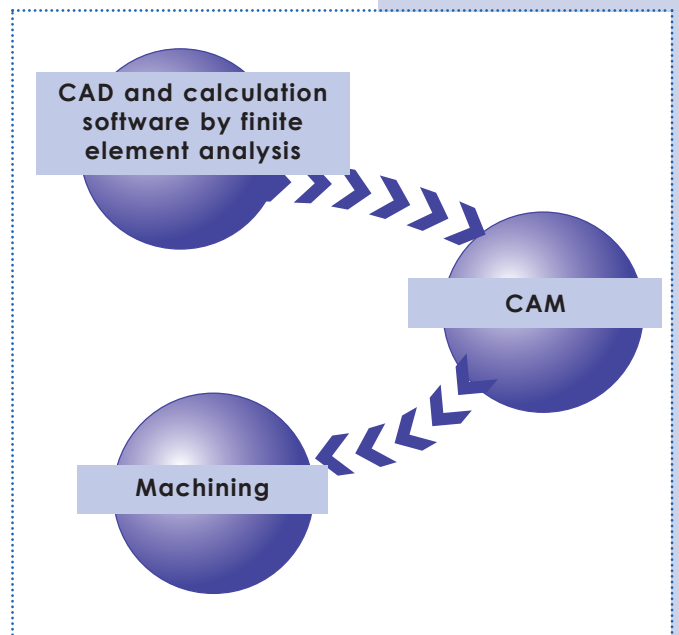 CAD and calculation
software by finite
element analysis
CAM
Machining